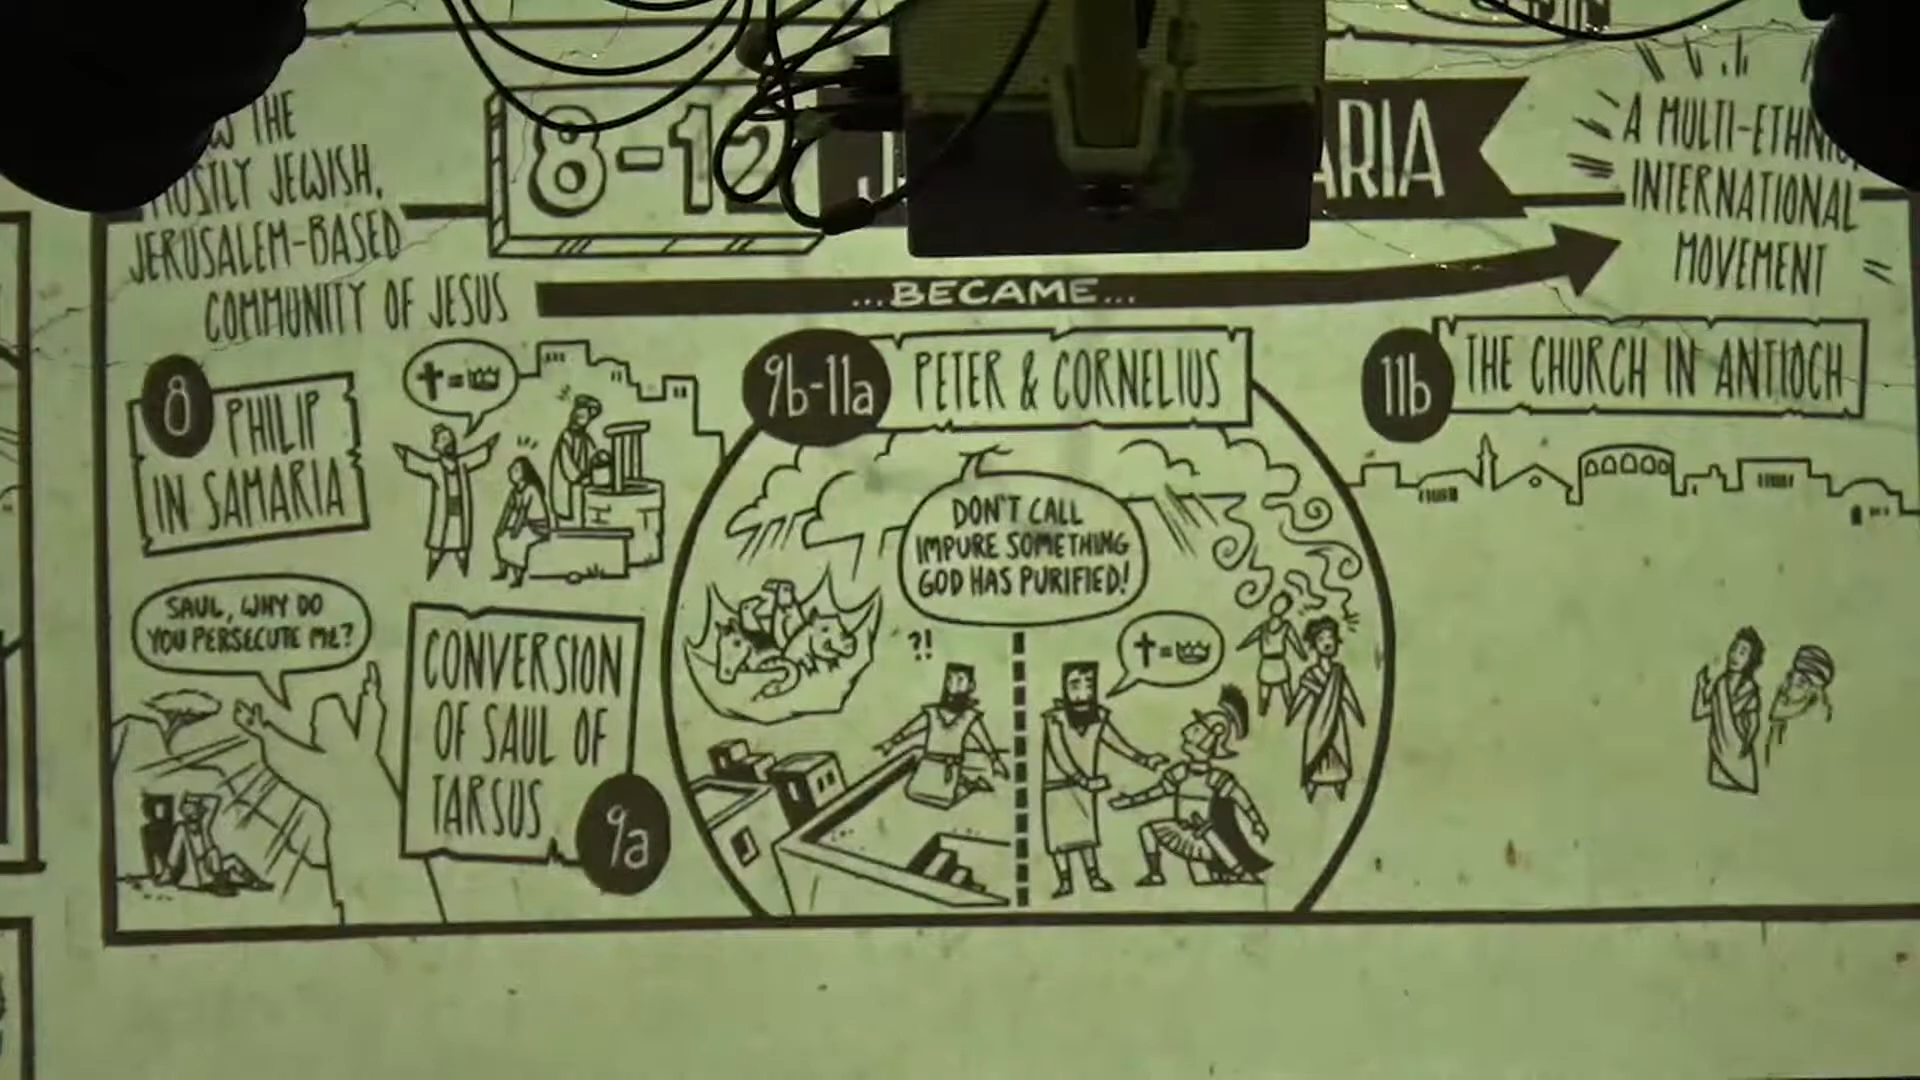 THE
MOSTLY JEWISH,
JERUSALEM-BASED
COMMUNITY OF JESUS
8-12
ARIA
...BECAME...
A MULTI-ETHNIC
INTERNATIONAL
MOVEMENT
8 PHILIP
IN SAMARIA
SAUL, WHY DO
YOU PERSECUTE ME?
CONVERSION
OF SAUL OF
TARSUS
9a
9b-11a PETER & CORNELIUS
DON'T CALL
IMPURE SOMETHING
GOD HAS PURIFIED!
?!
11b THE CHURCH IN ANTIOCH